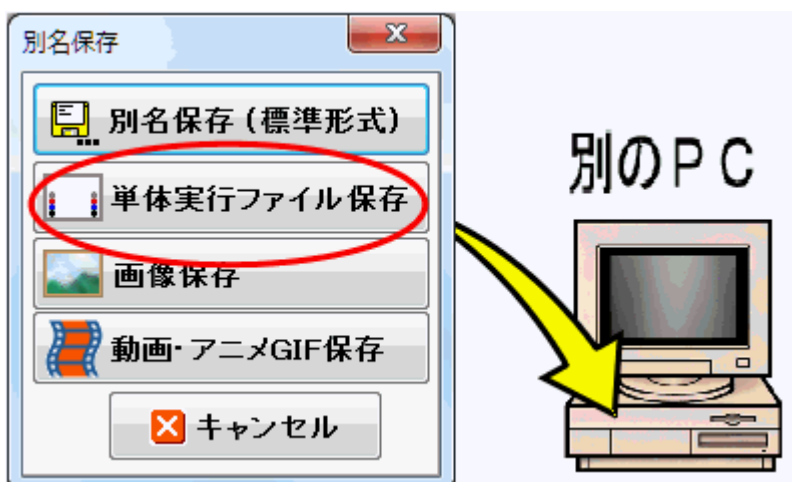 別名保存
別名保存(標準形式)
単体実行ファイル保存
画像保存
動画・アニメGIF保存
キャンセル
別のPC